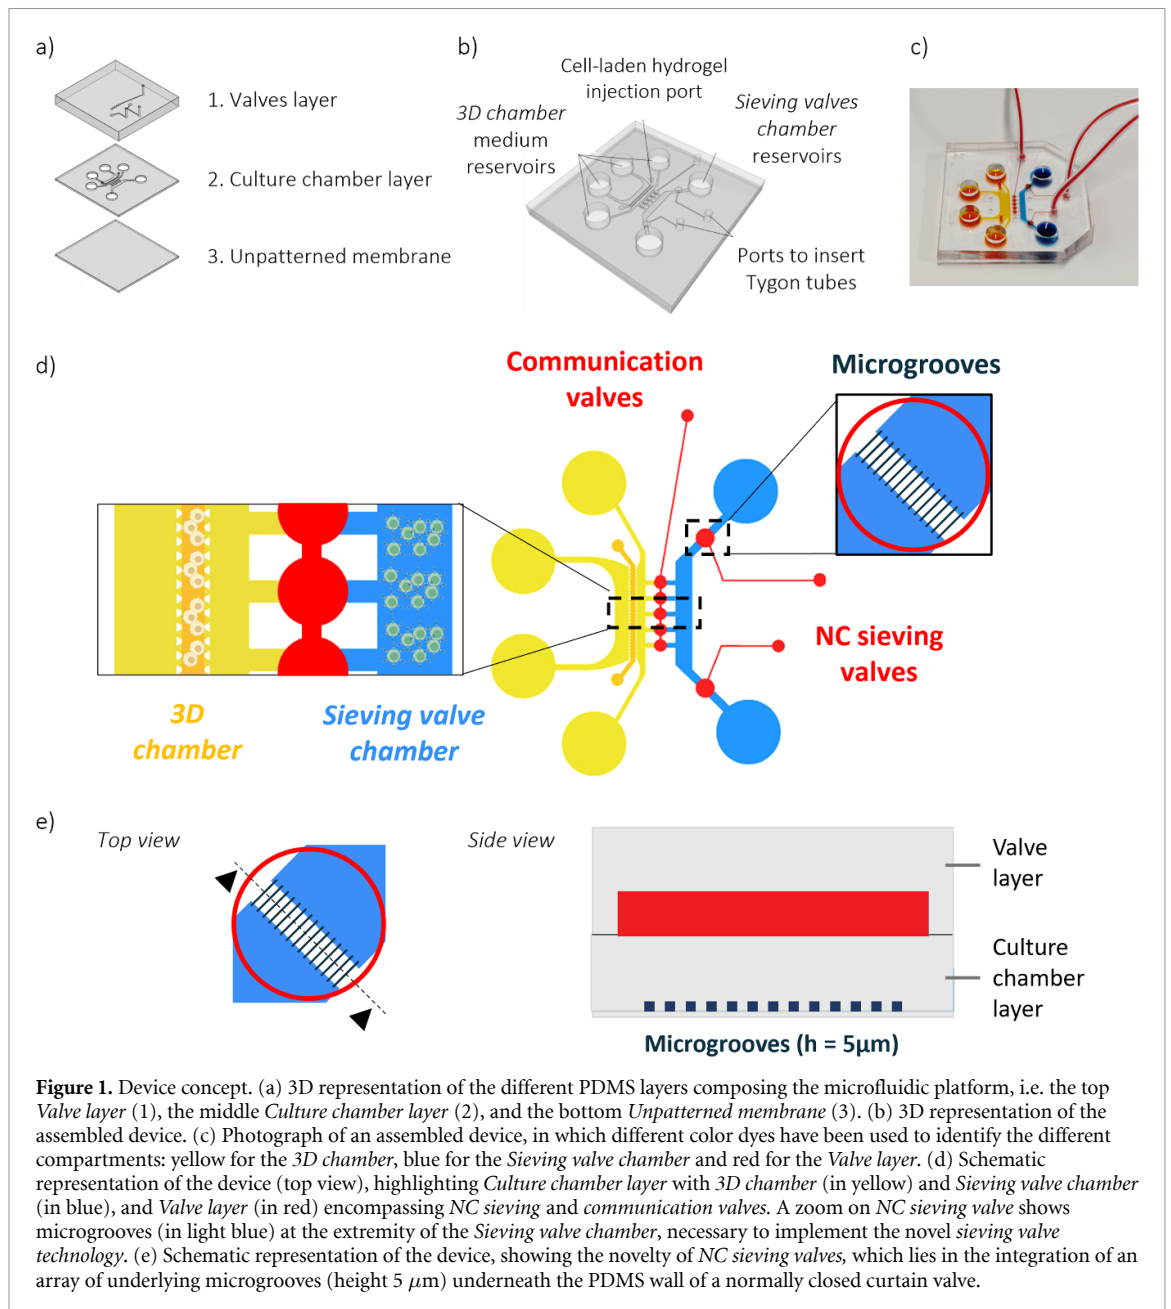 a)
1. Valves layer
2. Culture chamber layer
3. Unpatterned membrane
b)
Cell-laden hydrogel
injection port
3D chamber
medium
reservoirs
Sieving valves
chamber
reservoirs
Ports to insert
Tygon tubes
c)
d)
Communication
valves
Microgrooves
NC sieving
valves
3D
chamber
Sieving valve
chamber
e)
Top view
Side view
Valve
layer
Culture
chamber
layer
Microgrooves (h = 5μm)
Figure 1. Device concept. (a) 3D representation of the different PDMS layers composing the microfluidic platform, i.e. the top
Valve layer (1), the middle Culture chamber layer (2), and the bottom Unpatterned membrane (3). (b) 3D representation of the
assembled device. (c) Photograph of an assembled device, in which different color dyes have been used to identify the different
compartments: yellow for the 3D chamber, blue for the Sieving valve chamber and red for the Valve layer. (d) Schematic
representation of the device (top view), highlighting Culture chamber layer with 3D chamber (in yellow) and Sieving valve chamber
(in blue), and Valve layer (in red) encompassing NC sieving and communication valves. A zoom on NC sieving valve shows
microgrooves (in light blue) at the extremity of the Sieving valve chamber, necessary to implement the novel sieving valve
technology. (e) Schematic representation of the device, showing the novelty of NC sieving valves, which lies in the integration of an
array of underlying microgrooves (height 5 μm) underneath the PDMS wall of a normally closed curtain valve.